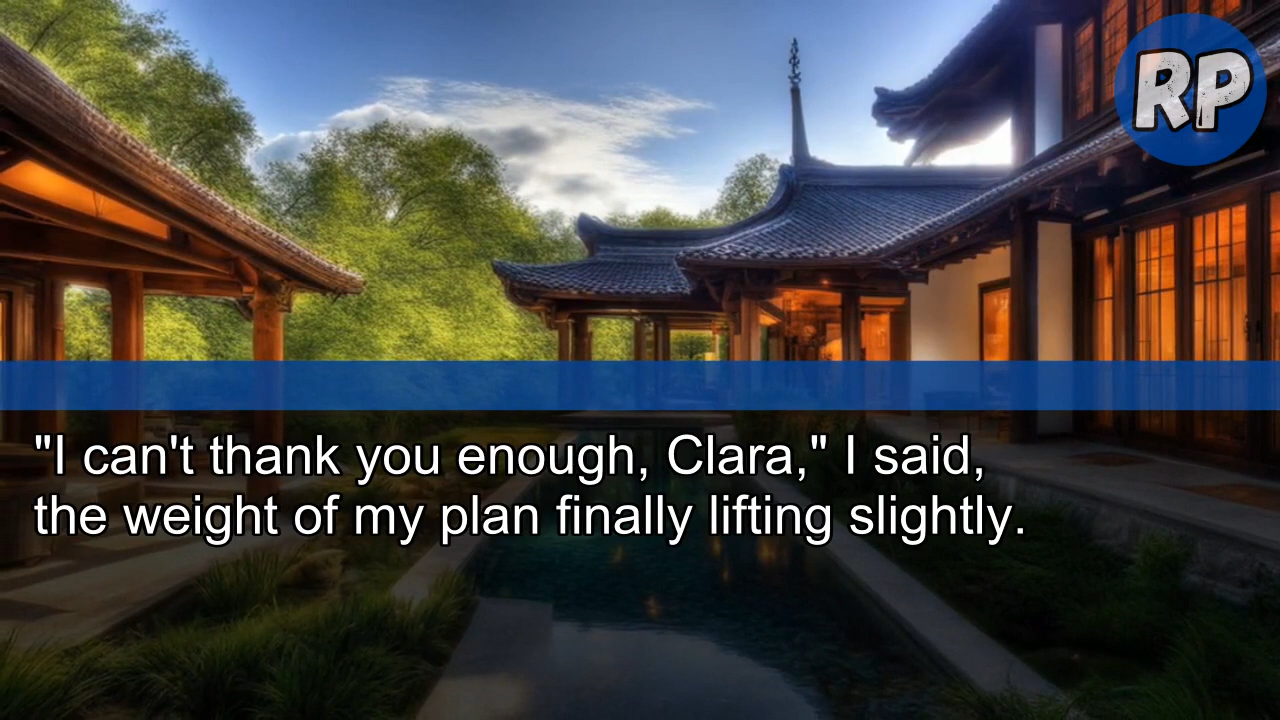 RP
"I can't thank you enough, Clara," I said,
the weight of my plan finally lifting slightly.